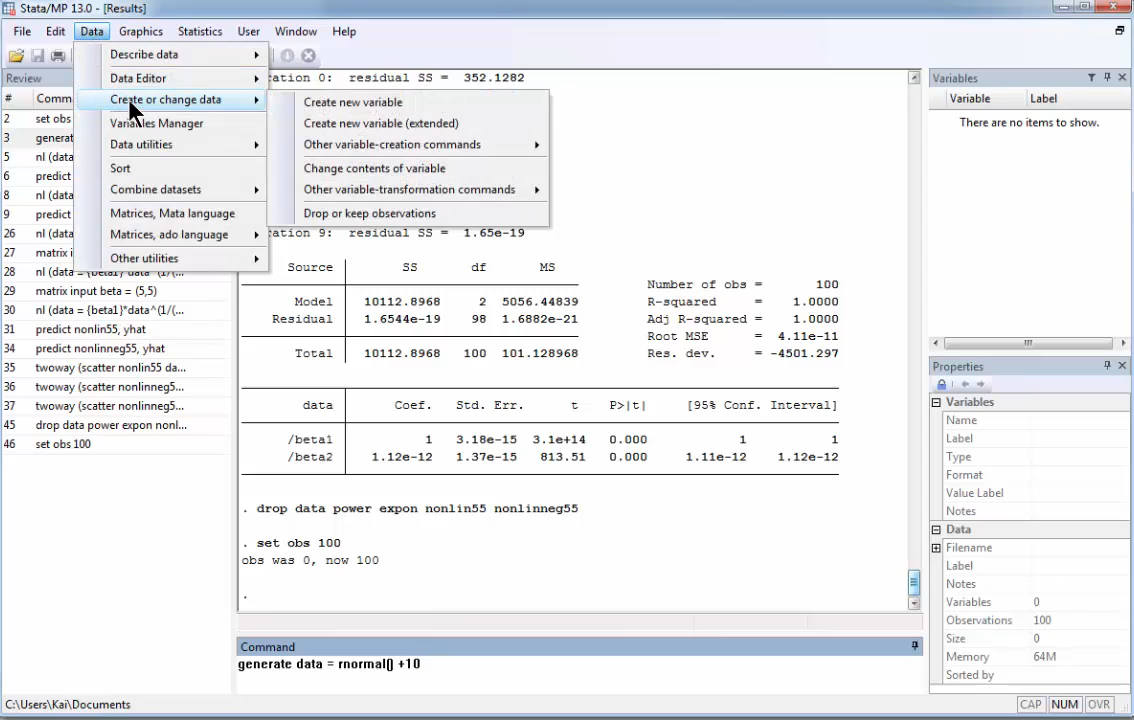 Stata/MP 13.0 - [Results]
File Edit Data Graphics Statistics User Window Help
Review
# Comm
2 set obs
3 genera
5 nl (data
6 predict
8 nl (data
9 predict
26 nl (data
27 matrix i
28 nl (data = {beta1}*data^(1/(...
29 matrix input beta = (5,5)
30 nl (data = {beta1}*data^(1/(...
31 predict nonlin55, yhat
34 predict nonlinneg55, yhat
35 twoway (scatter nonlin55 da...
36 twoway (scatter nonlinneg5...
37 twoway (scatter nonlinneg5...
45 drop data power expon nonl...
46 set obs 100
Describe data
Data Editor
Create or change data
Variables Manager
Data utilities
Sort
Combine datasets
Matrices, Mata language
Matrices, ado language
Other utilities
Create new variable
Create new variable (extended)
Other variable-creation commands
Change contents of variable
Other variable-transformation commands
Drop or keep observations
ration 0: residual SS = 352.1282
ration 9: residual SS = 1.65e-19
Source SS df MS
Number of obs = 100
Model 10112.8968 2 5056.44839
R-squared = 1.0000
Residual 1.6544e-19 98 1.6882e-21
Adj R-squared = 1.0000
Root MSE = 4.11e-11
Total 10112.8968 100 101.128968
Res. dev. = -4501.297
data Coef. Std. Err. t P>|t| [95% Conf. Interval]
/beta1 1 3.18e-15 3.1e+14 0.000 1 1
/beta2 1.12e-12 1.37e-15 813.51 0.000 1.11e-12 1.12e-12
. drop data power expon nonlin55 nonlinneg55
. set obs 100
obs was 0, now 100
.
Command
generate data = rnormal() +10
Variables
Variable Label
There are no items to show.
Properties
Variables
Name
Label
Type
Format
Value Label
Notes
Data
Filename
Label
Notes
Variables 0
Observations 100
Size 0
Memory 64M
Sorted by
C:\Users\Kai\Documents
CAP NUM OVR